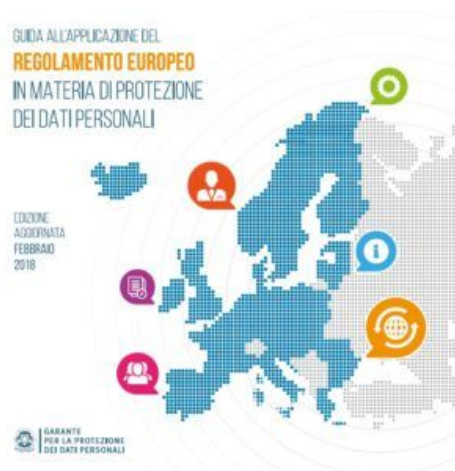 GUIDA ALL'APPLICAZIONE DEL
REGOLAMENTO EUROPEO
IN MATERIA DI PROTEZIONE
DEI DATI PERSONALI
EDIZIONE
AGGIORNATA
FEBBRAIO
2018
GARANTE
PER LA PROTEZIONE
DEI DATI PERSONALI